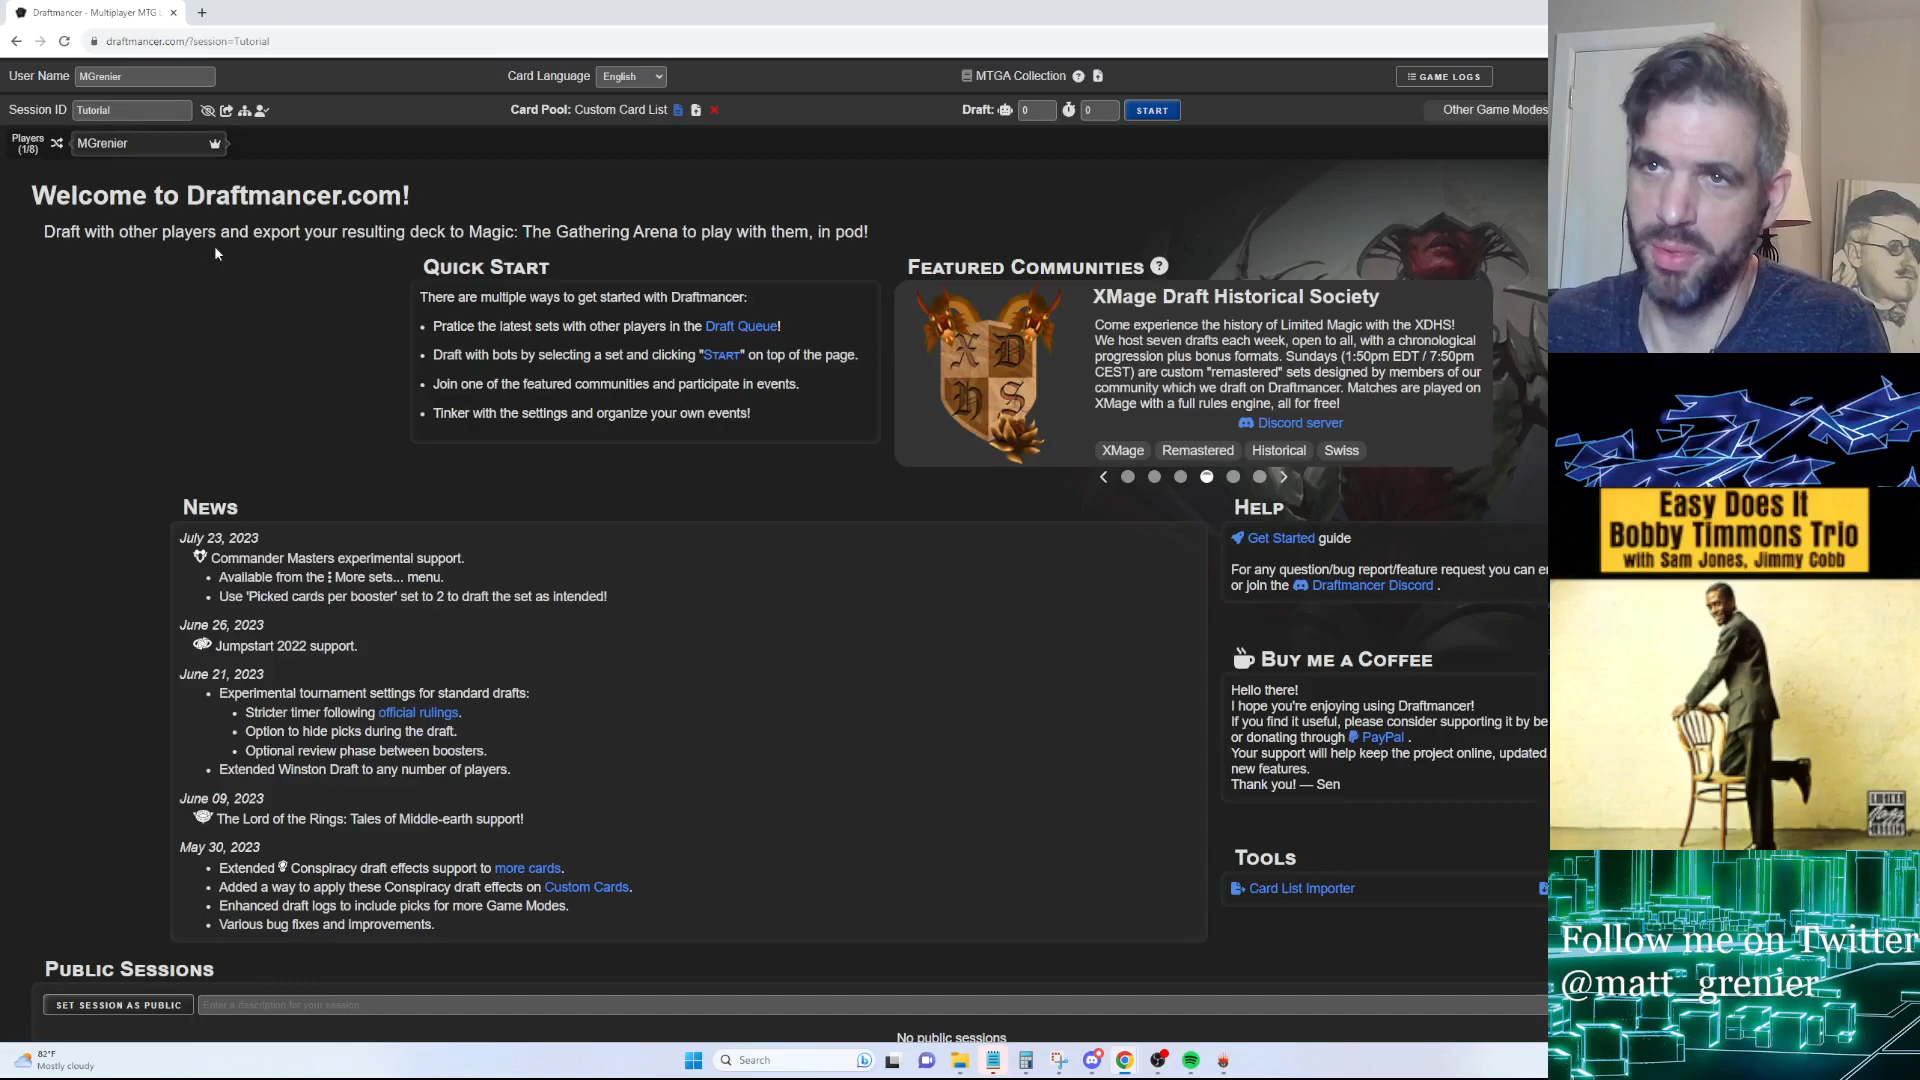 Draftmancer - Multiplayer MTG L
draftmancer.com/?session=Tutorial
User Name MGrenier
Card Language English
MTGA Collection
GAME LOGS
Session ID Tutorial
Card Pool: Custom Card List
Draft: 0 0 START
Other Game Modes
Players
(1/8)
MGrenier
Welcome to Draftmancer.com!
Draft with other players and export your resulting deck to Magic: The Gathering Arena to play with them, in pod!
Quick Start
There are multiple ways to get started with Draftmancer:
Pratice the latest sets with other players in the Draft Queue!
Draft with bots by selecting a set and clicking "Start" on top of the page.
Join one of the featured communities and participate in events.
Tinker with the settings and organize your own events!
Featured Communities ?
X D
H S
XMage Draft Historical Society
Come experience the history of Limited Magic with the XDHS!
We host seven drafts each week, open to all, with a chronological
progression plus bonus formats. Sundays (1:50pm EDT / 7:50pm
CEST) are custom "remastered" sets designed by members of our
community which we draft on Draftmancer. Matches are played on
XMage with a full rules engine, all for free!
Discord server
XMage Remastered Historical Swiss
News
July 23, 2023
Commander Masters experimental support.
Available from the ⋮ More sets... menu.
Use 'Picked cards per booster' set to 2 to draft the set as intended!
June 26, 2023
Jumpstart 2022 support.
June 21, 2023
Experimental tournament settings for standard drafts:
Stricter timer following official rulings.
Option to hide picks during the draft.
Optional review phase between boosters.
Extended Winston Draft to any number of players.
June 09, 2023
The Lord of the Rings: Tales of Middle-earth support!
May 30, 2023
Extended Conspiracy draft effects support to more cards.
Added a way to apply these Conspiracy draft effects on Custom Cards.
Enhanced draft logs to include picks for more Game Modes.
Various bug fixes and improvements.
Help
Get Started guide
For any question/bug report/feature request you can e
or join the Draftmancer Discord .
Buy me a Coffee
Hello there!
I hope you're enjoying using Draftmancer!
If you find it useful, please consider supporting it by be
or donating through PayPal .
Your support will help keep the project online, updated
new features.
Thank you! — Sen
Tools
Card List Importer
Public Sessions
SET SESSION AS PUBLIC
Enter a description for your session
No public sessions
82°F
Mostly cloudy
Search
Easy Does It
Bobby Timmons Trio
with Sam Jones, Jimmy Cobb
Follow me on Twitter
@matt_grenier